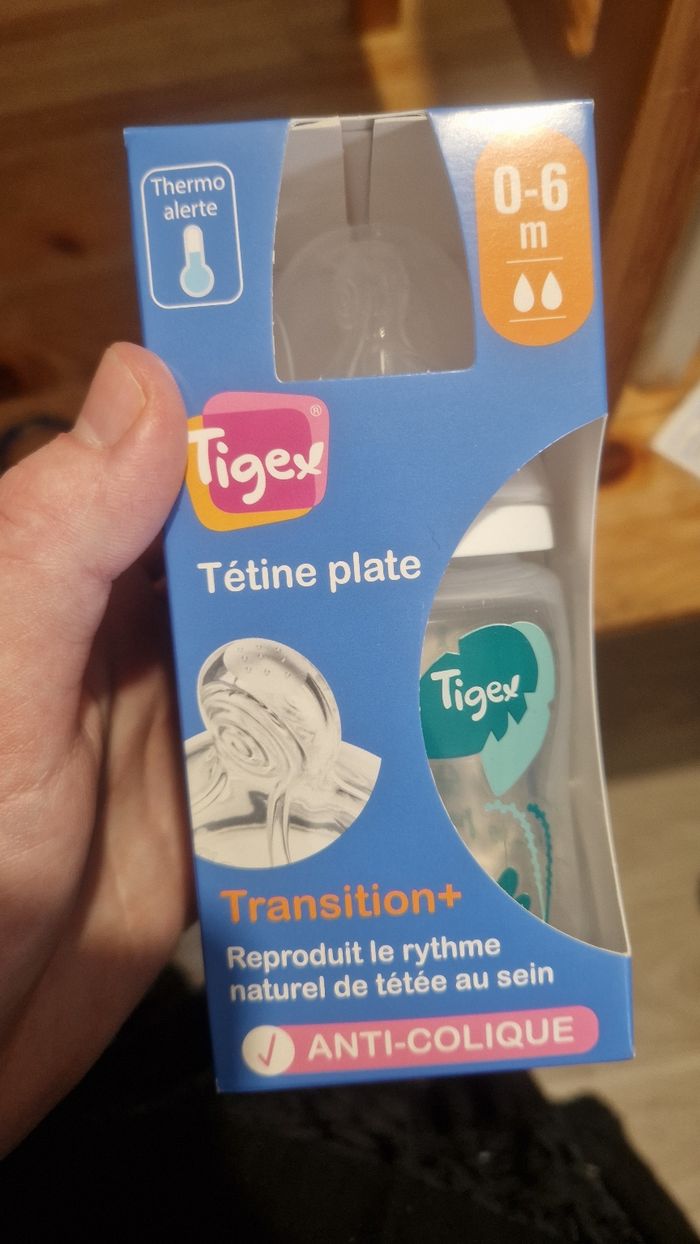 Thermo
alerte
0-6
m
Tigex®
Tétine plate
Tigex
Transition+
Reproduit le rythme
naturel de tétée au sein
ANTI-COLIQUE